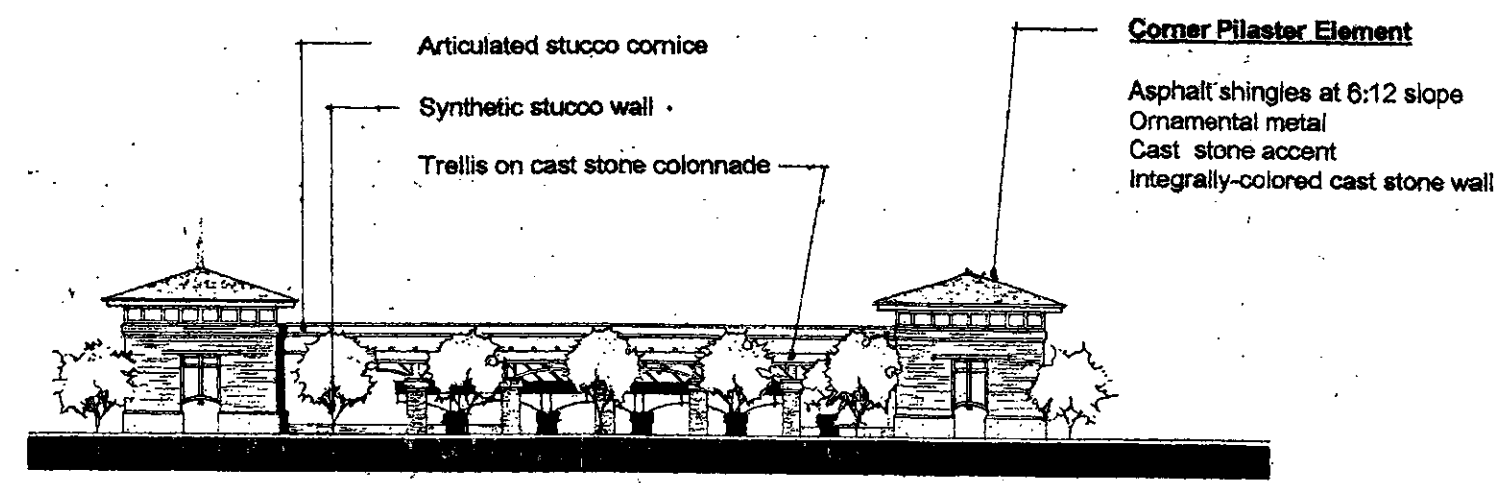 Articulated stucco cornice
Synthetic stucco wall
Trellis on cast stone colonnade
Corner Pilaster Element
Asphalt shingles at 6:12 slope
Ornamental metal
Cast stone accent
Integrally-colored cast stone wall